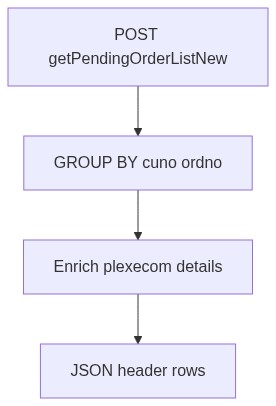 POST
getPendingOrderListNew
GROUP BY cuno ordno
Enrich plexecom details
JSON header rows